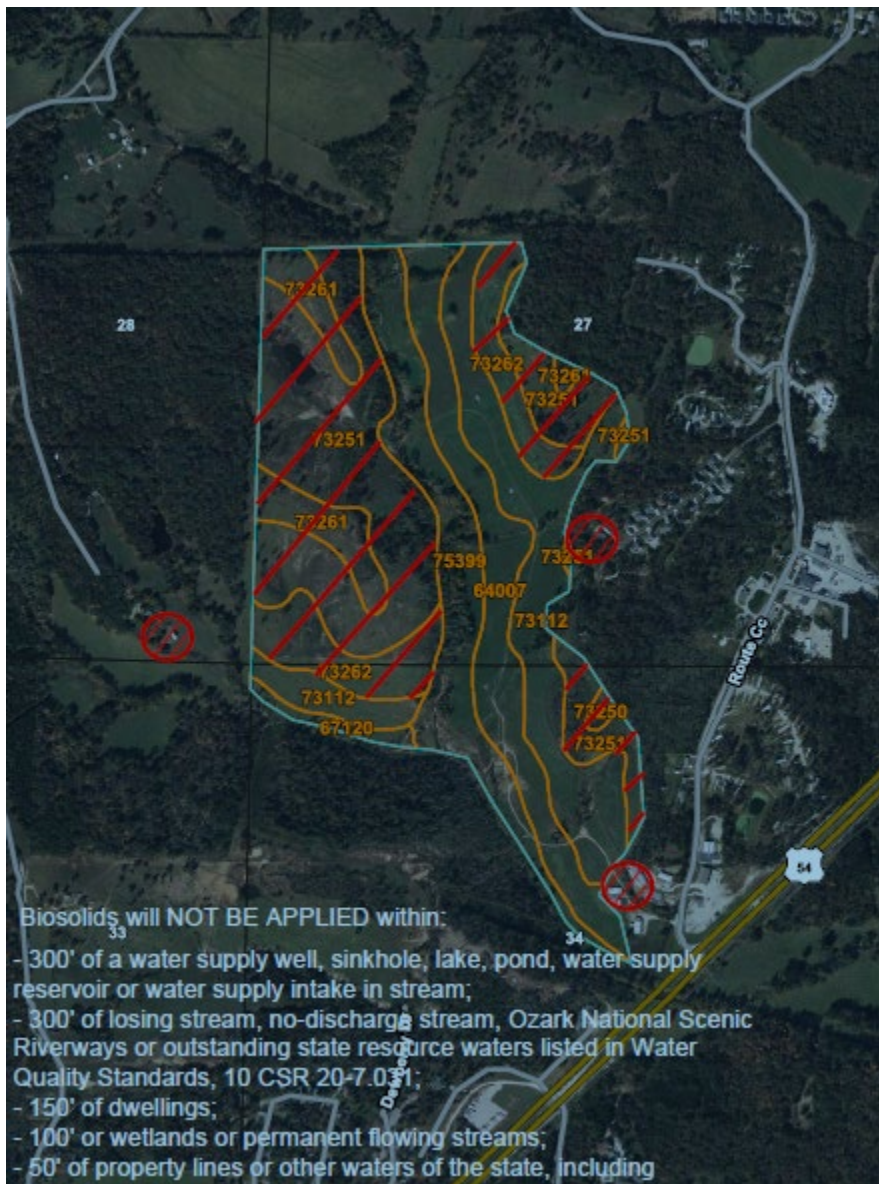 73261
28
27
73262
73261
73251
73251
73251
73261
75399
73251
64007
73112
Route Cc
73262
73112
73250
67120
73251
54
Biosolids will NOT BE APPLIED within:
33
34
- 300' of a water supply well, sinkhole, lake, pond, water supply
reservoir or water supply intake in stream;
- 300' of losing stream, no-discharge stream, Ozark National Scenic
Riverways or outstanding state resource waters listed in Water
Quality Standards, 10 CSR 20-7.031;
- 150' of dwellings;
- 100' or wetlands or permanent flowing streams;
- 50' of property lines or other waters of the state, including